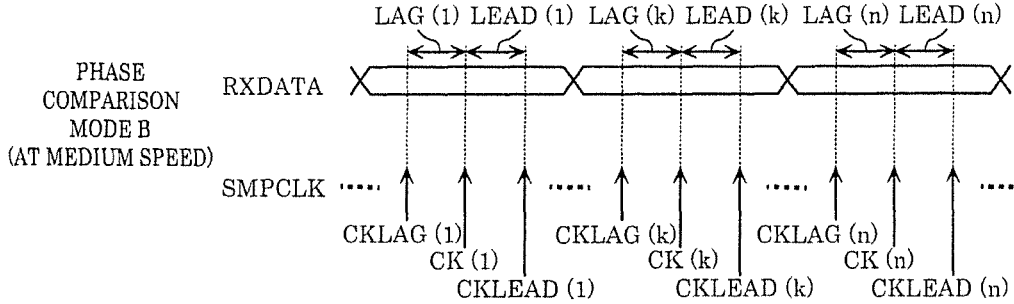 LAG (1) LEAD (1) LAG (k) LEAD (k) LAG (n) LEAD (n)
PHASE
COMPARISON
MODE B
(AT MEDIUM SPEED)
RXDATA
SMPCLK
CKLAG (1) CKLAG (k) CKLAG (n)
CK (1) CK (k) CK (n)
CKLEAD (1) CKLEAD (k) CKLEAD (n)